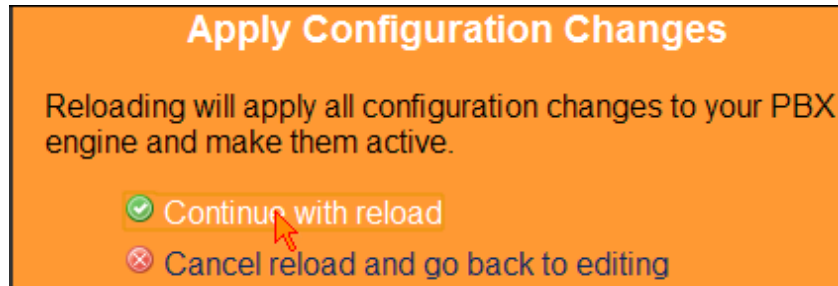 Apply Configuration Changes
Reloading will apply all configuration changes to your PBX
engine and make them active.
Continue with reload
Cancel reload and go back to editing